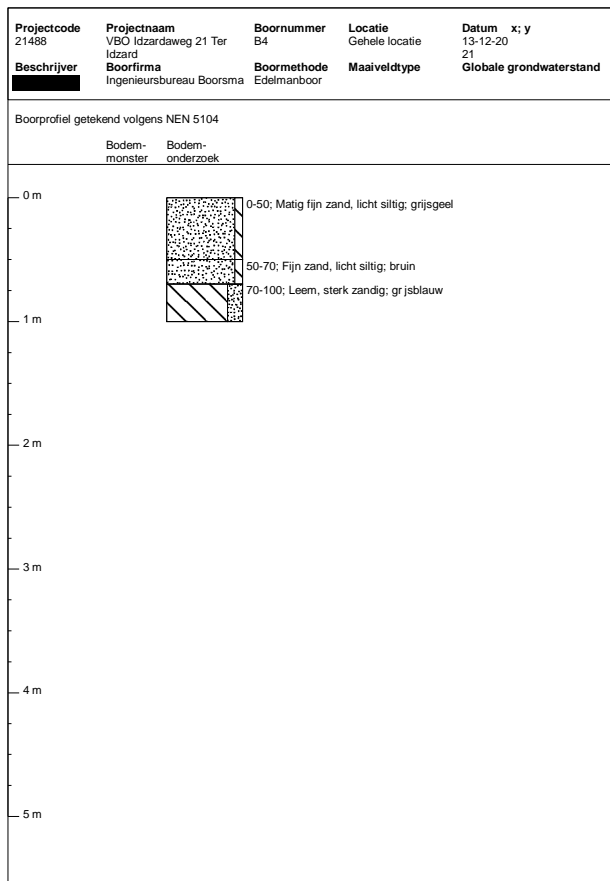 Projectcode Projectnaam Boornummer Locatie Datum x; y
21488 VBO Idzardaweg 21 Ter B4 Gehele locatie 13-12-20
Idzard 21
Beschrijver Boorfirma Boormethode Maaiveldtype Globale grondwaterstand
Ingenieursbureau Boorsma Edelmanboor
Boorprofiel getekend volgens NEN 5104
Bodem- Bodem-
monster onderzoek
0 m
0-50; Matig fijn zand, licht siltig; grijsgeel
50-70; Fijn zand, licht siltig; bruin
70-100; Leem, sterk zandig; gr jsblauw
1 m
2 m
3 m
4 m
5 m